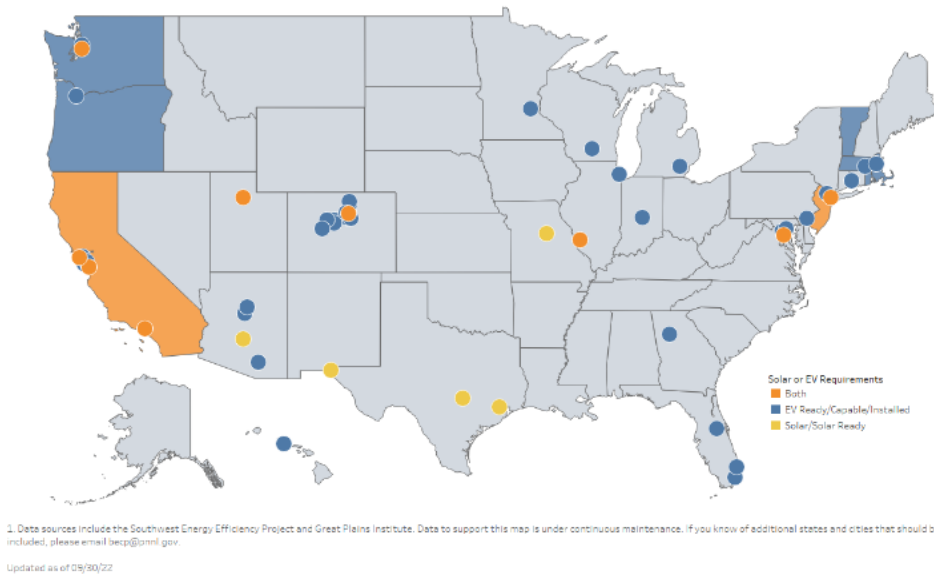 Solar or EV Requirements
Both
EV Ready/Capable/Installed
Solar/Solar Ready
1. Data sources include the Southwest Energy Efficiency Project and Great Plains Institute. Data to support this map is under continuous maintenance. If you know of additional states and cities that should b
included, please email becp@pnnl.gov.
Updated as of 09/30/22